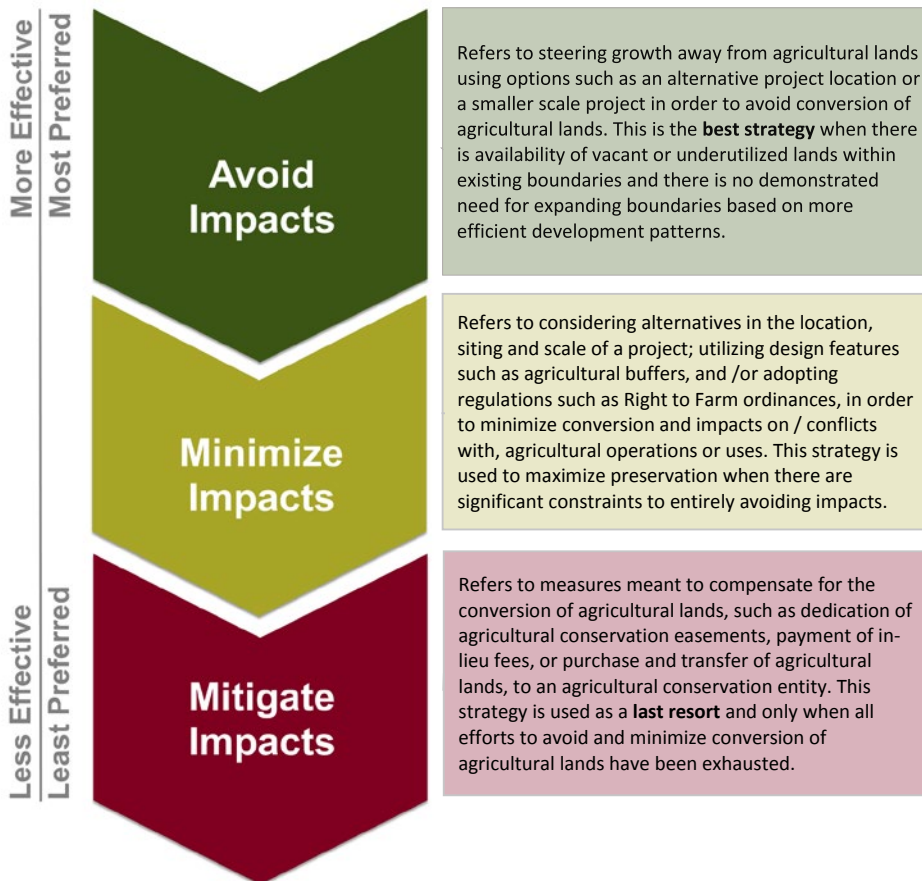 More Effective
Most Preferred
Avoid
Impacts
Refers to steering growth away from agricultural lands
using options such as an alternative project location or
a smaller scale project in order to avoid conversion of
agricultural lands. This is the best strategy when there
is availability of vacant or underutilized lands within
existing boundaries and there is no demonstrated
need for expanding boundaries based on more
efficient development patterns.
Minimize
Impacts
Refers to considering alternatives in the location,
siting and scale of a project; utilizing design features
such as agricultural buffers, and /or adopting
regulations such as Right to Farm ordinances, in order
to minimize conversion and impacts on / conflicts
with, agricultural operations or uses. This strategy is
used to maximize preservation when there are
significant constraints to entirely avoiding impacts.
Less Effective
Least Preferred
Mitigate
Impacts
Refers to measures meant to compensate for the
conversion of agricultural lands, such as dedication of
agricultural conservation easements, payment of in-
lieu fees, or purchase and transfer of agricultural
lands, to an agricultural conservation entity. This
strategy is used as a last resort and only when all
efforts to avoid and minimize conversion of
agricultural lands have been exhausted.